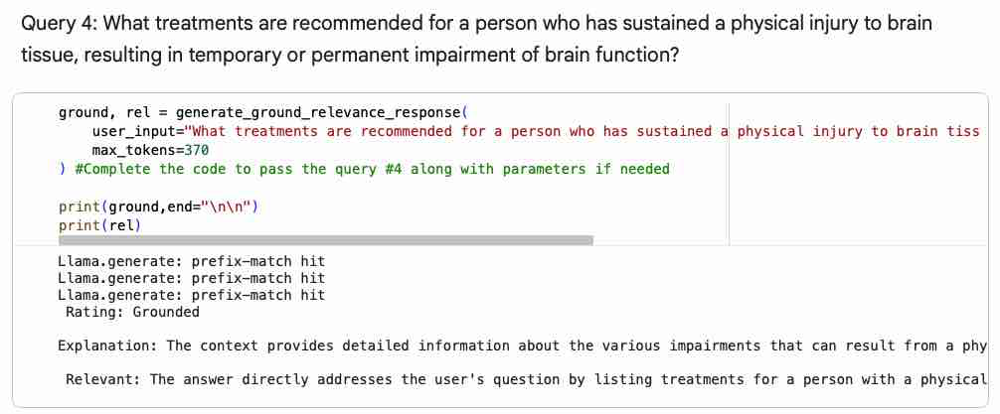 Query 4: What treatments are recommended for a person who has sustained a physical injury to brain
tissue, resulting in temporary or permanent impairment of brain function?
ground, rel = generate_ground_relevance_response(
    user_input="What treatments are recommended for a person who has sustained a physical injury to brain tiss
    max_tokens=370
) #Complete the code to pass the query #4 along with parameters if needed
print(ground,end="\n\n")
print(rel)
Llama.generate: prefix-match hit
Llama.generate: prefix-match hit
Llama.generate: prefix-match hit
Rating: Grounded
Explanation: The context provides detailed information about the various impairments that can result from a phy
Relevant: The answer directly addresses the user's question by listing treatments for a person with a physical